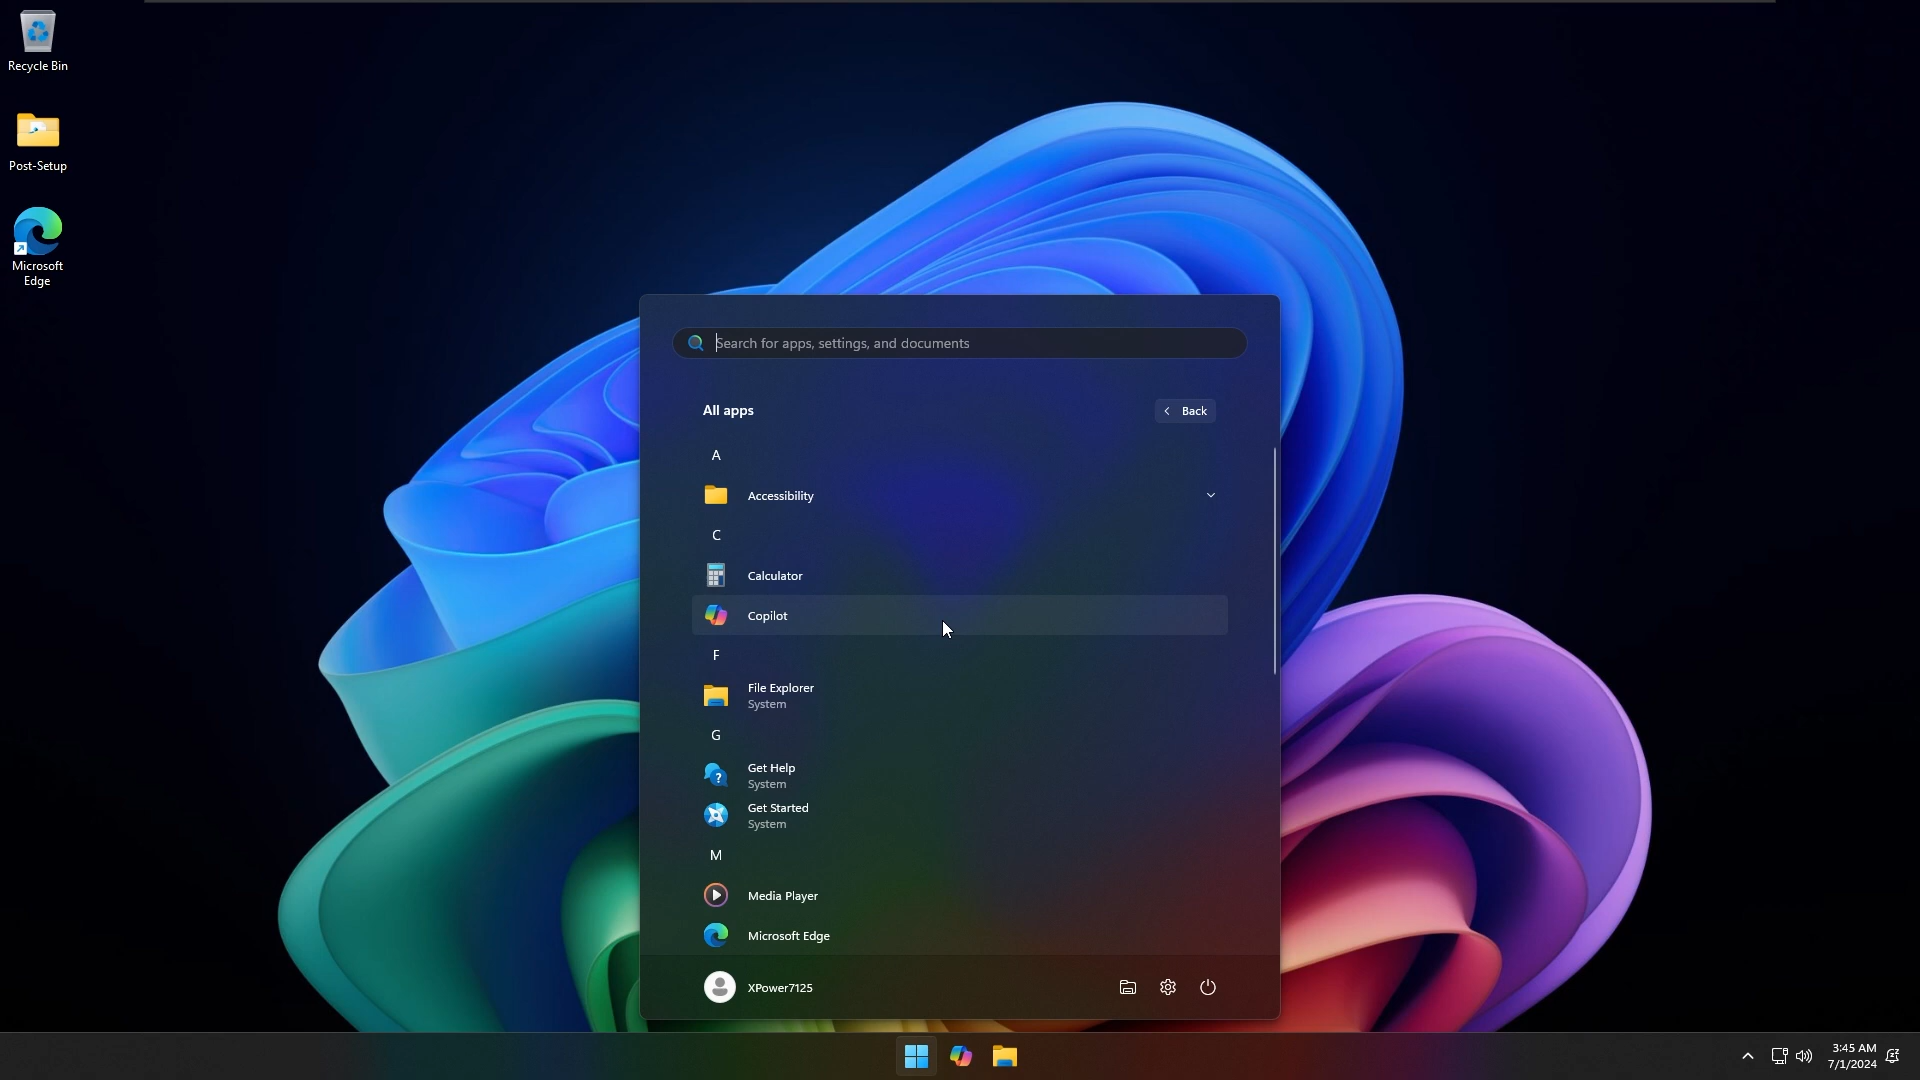 Recycle Bin
Post-Setup
Microsoft
Edge
Search for apps, settings, and documents
All apps
Back
A
Accessibility
C
Calculator
Copilot
F
File Explorer
System
G
Get Help
System
Get Started
System
M
Media Player
Microsoft Edge
XPower7125
3:45 AM
7/1/2024